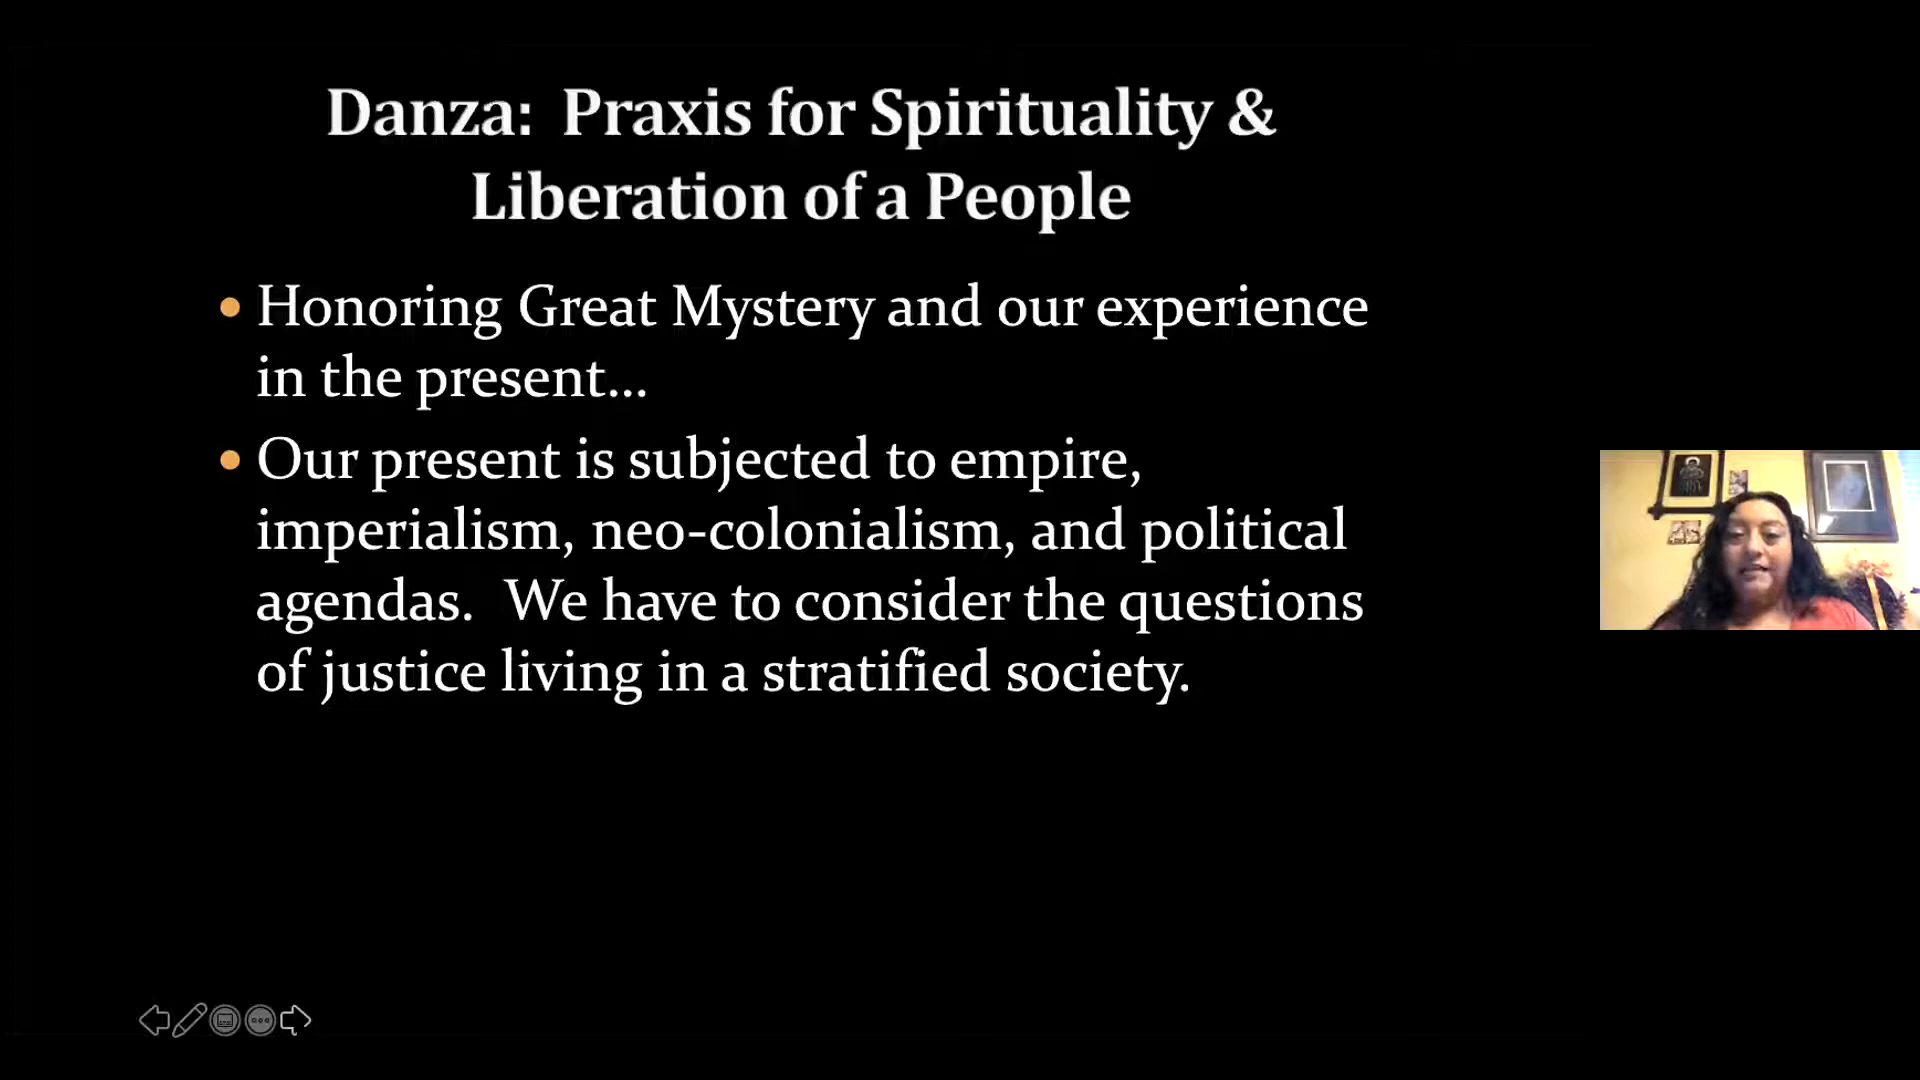 Danza:  Praxis for Spirituality &
Liberation of a People
• Honoring Great Mystery and our experience
in the present...
• Our present is subjected to empire,
imperialism, neo-colonialism, and political
agendas.  We have to consider the questions
of justice living in a stratified society.